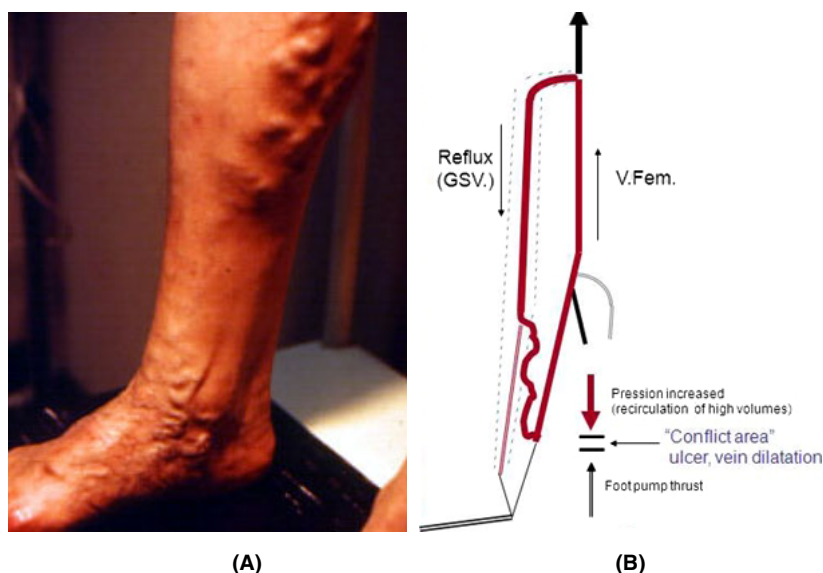 Reflux
(GSV.)
V.Fem.
Pression increased
(recirculation of high volumes)
“Conflict area”
ulcer, vein dilatation
Foot pump thrust
(A)
(B)